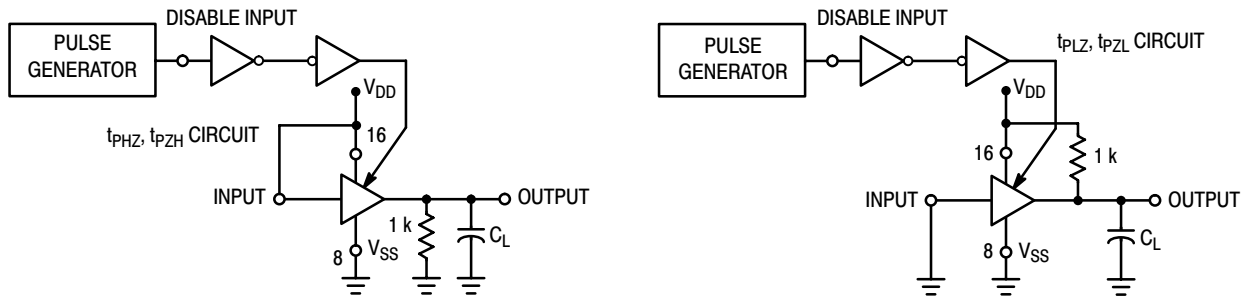 DISABLE INPUT
PULSE
GENERATOR
VDD
tPHZ, tPZH CIRCUIT
16
INPUT
OUTPUT
1 k
CL
VSS
8
DISABLE INPUT
PULSE
GENERATOR
tPLZ, tPZL CIRCUIT
VDD
16
1 k
INPUT
OUTPUT
CL
VSS
8